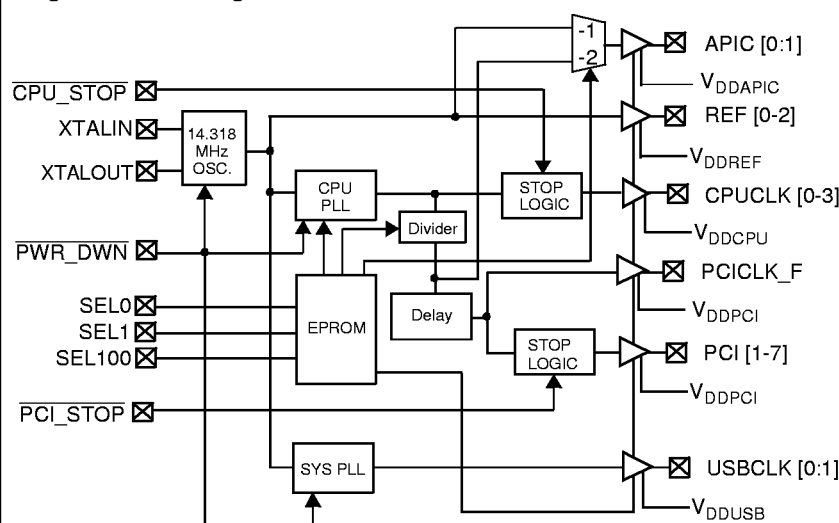 -1
-2
APIC [0:1]
VDDAPIC
CPU_STOP
REF [0-2]
XTALIN
14.318
MHz
OSC.
VDDREF
XTALOUT
CPU
PLL
STOP
LOGIC
CPUCLK [0-3]
Divider
VDDCPU
PWR_DWN
PCICLK_F
SEL0
SEL1
SEL100
EPROM
Delay
VDDPCI
STOP
LOGIC
PCI [1-7]
VDDPCI
PCI_STOP
SYS PLL
USBCLK [0:1]
VDDUSB